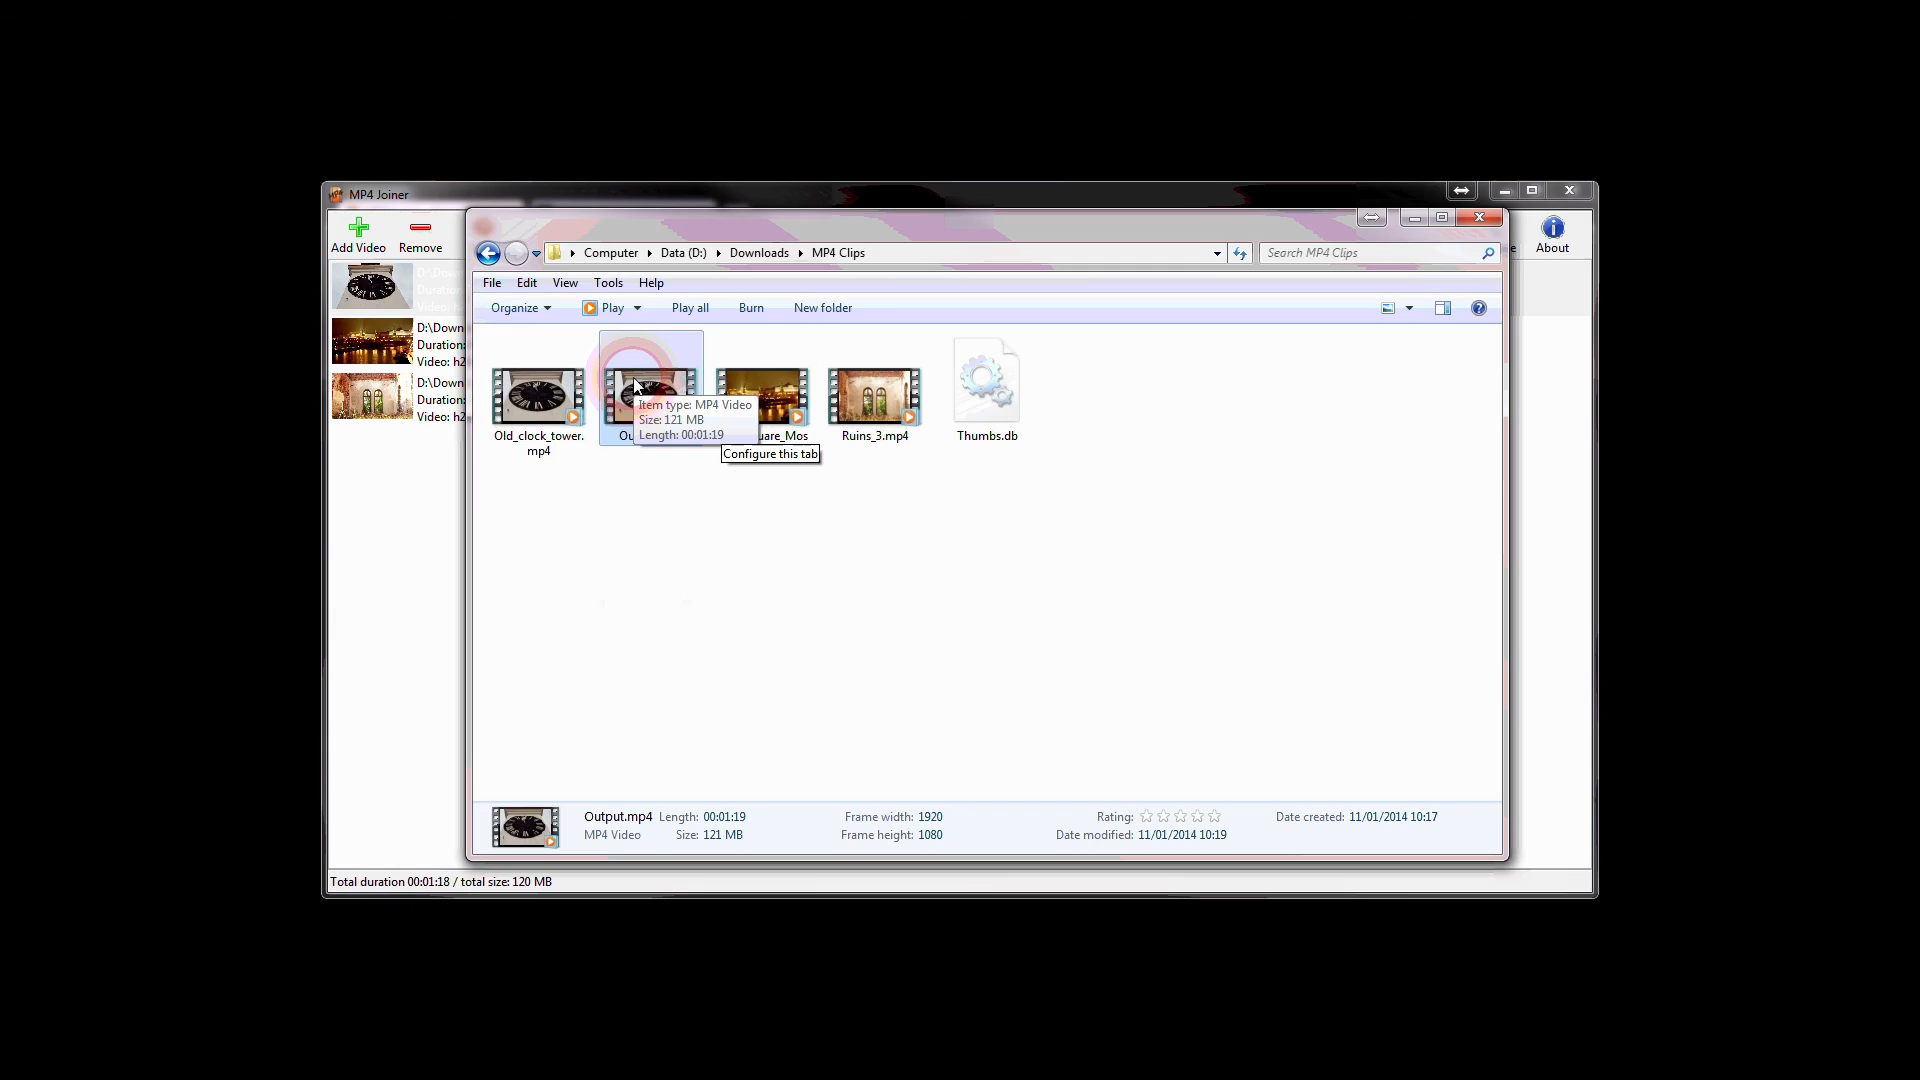 MP4 Joiner
Add Video
Remove
About
Computer
Data (D:)
Downloads
MP4 Clips
Search MP4 Clips
File
Edit
View
Tools
Help
Organize
Play
Play all
Burn
New folder
D:\Down
Duration:
Video: h2
D:\Down
Duration:
Video: h2
D:\Down
Duration:
Video: h2
Old_clock_tower.
mp4
Ou
uare_Mos
Ruins_3.mp4
Thumbs.db
Item type: MP4 Video
Size: 121 MB
Length: 00:01:19
Configure this tab
Output.mp4 Length: 00:01:19
MP4 Video Size: 121 MB
Frame width: 1920
Frame height: 1080
Rating:
Date modified: 11/01/2014 10:19
Date created: 11/01/2014 10:17
Total duration 00:01:18 / total size: 120 MB